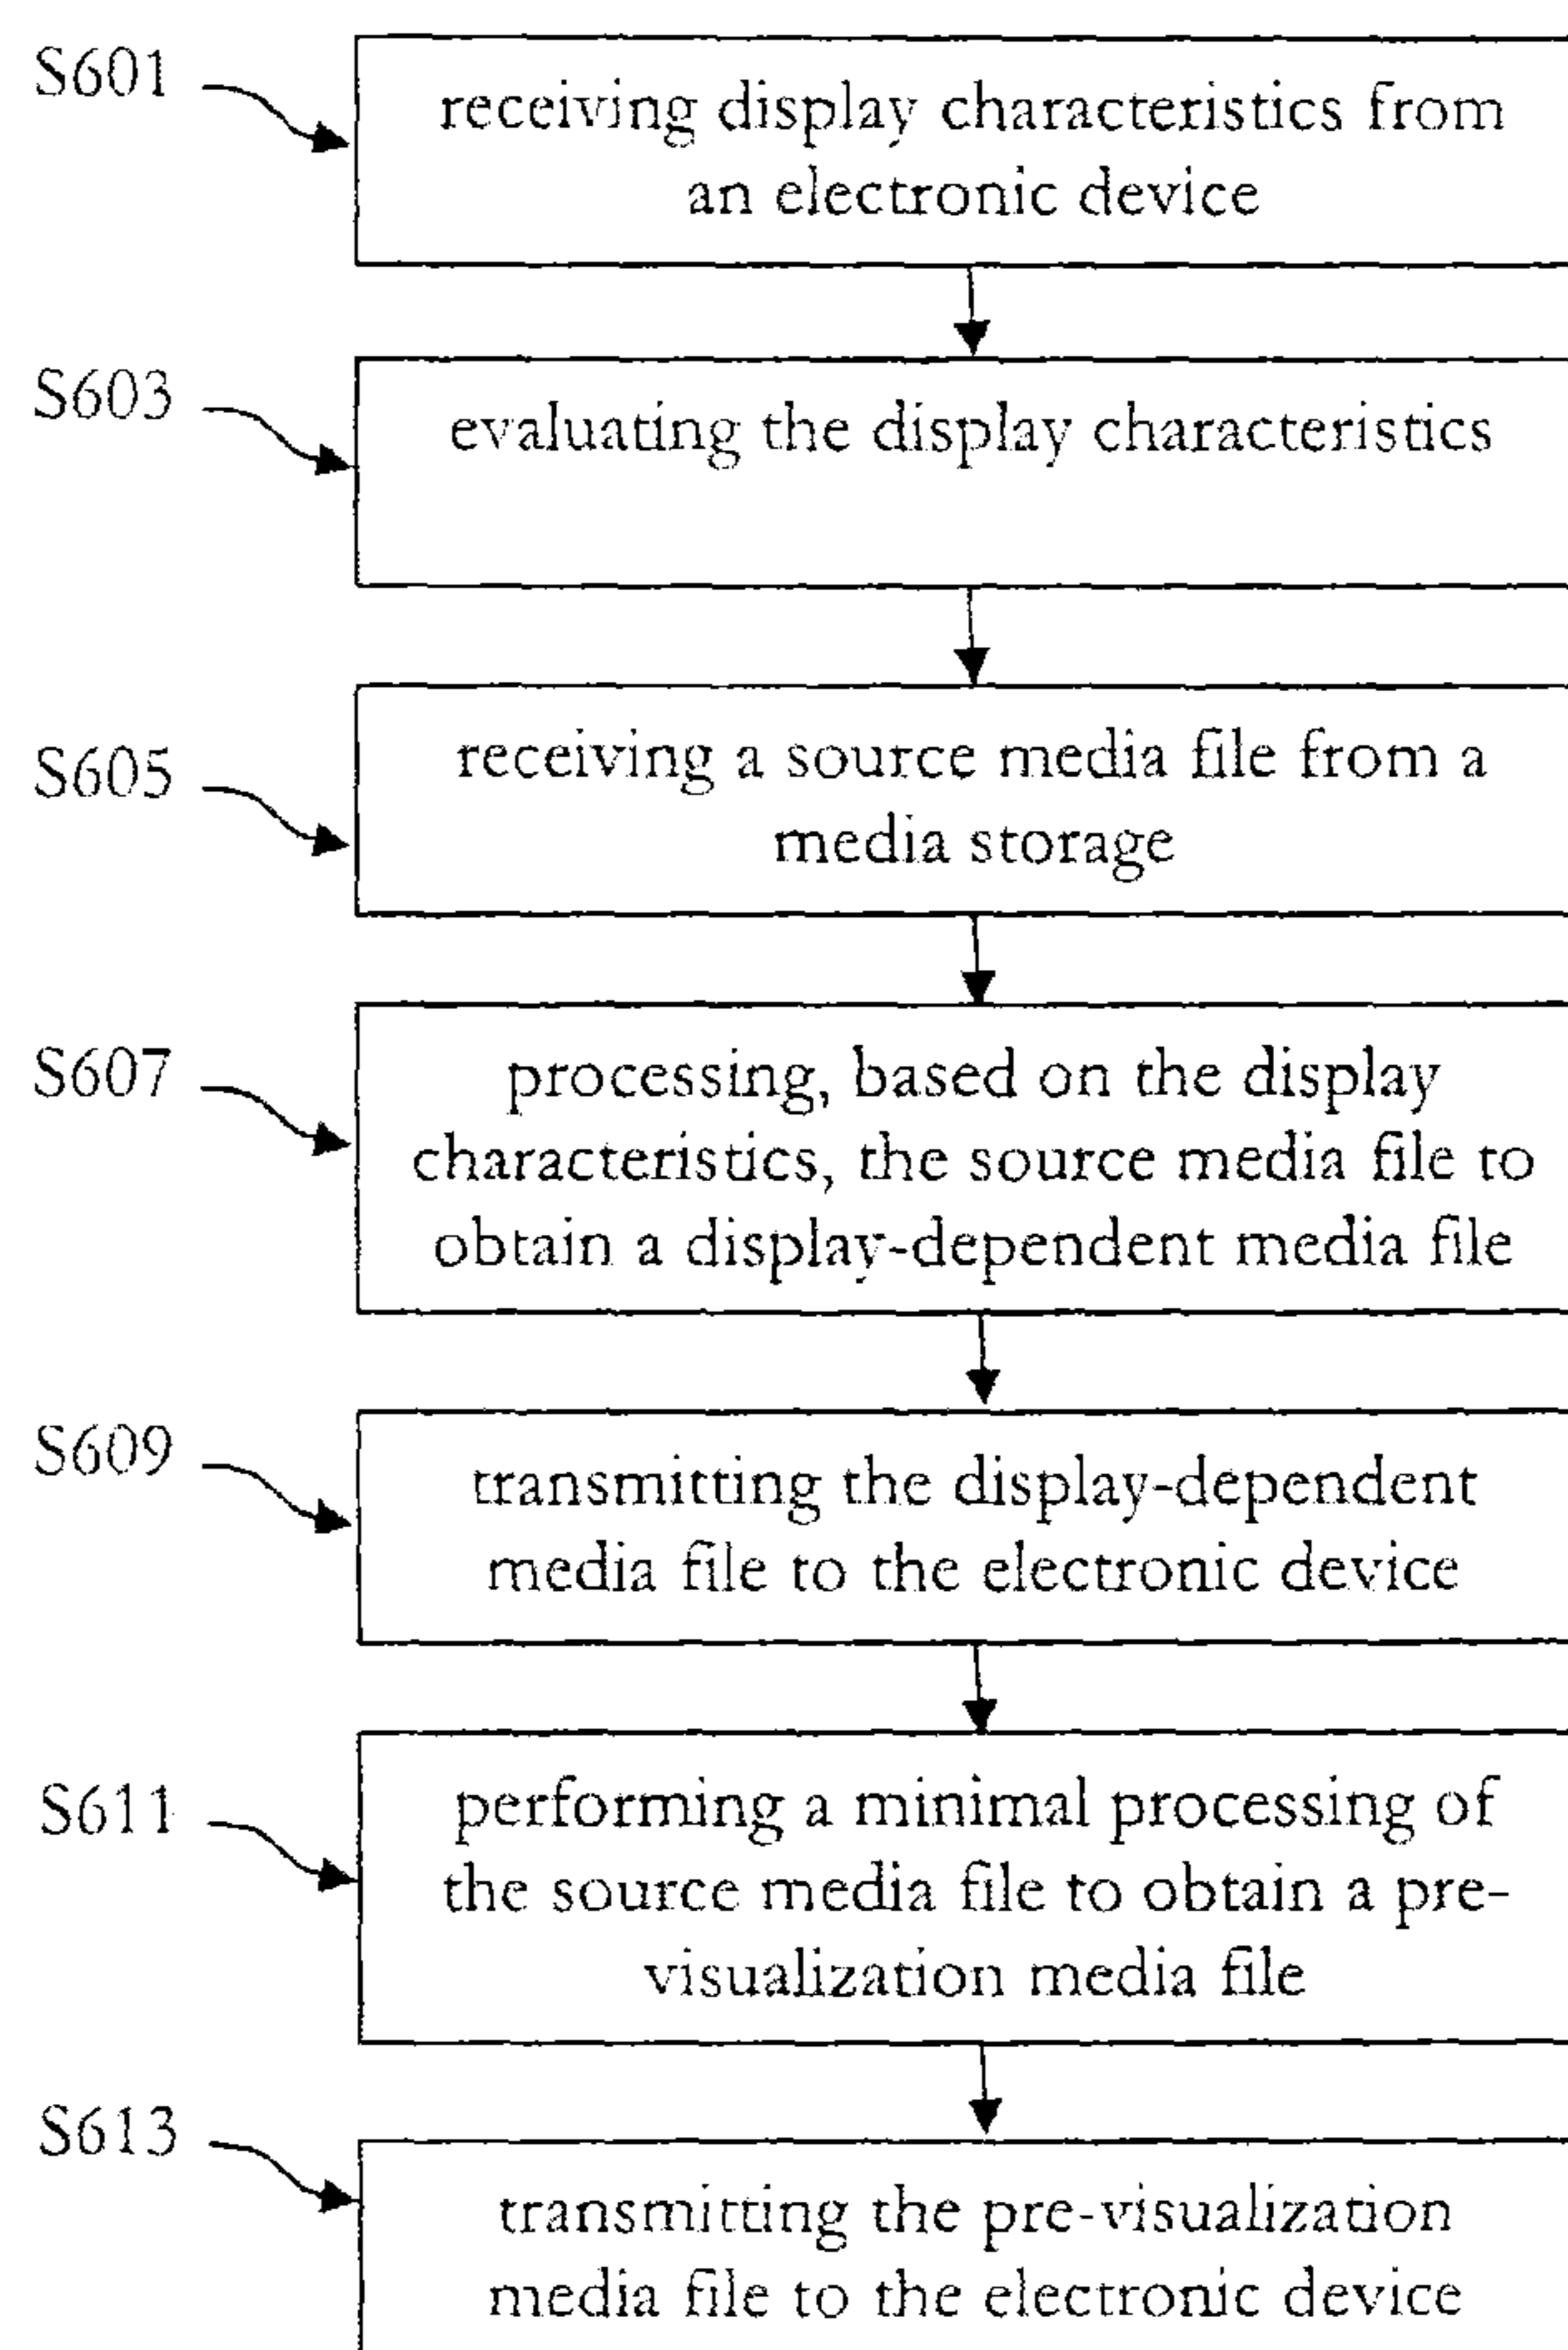 S601
receiving display characteristics from
an electronic device
S603
evaluating the display characteristics
S605
receiving a source media file from a
media storage
S607
processing, based on the display
characteristics, the source media file to
obtain a display-dependent media file
S609
transmitting the display-dependent
media file to the electronic device
S611
performing a minimal processing of
the source media file to obtain a pre-
visualization media file
S613
transmitting the pre-visualization
media file to the electronic device